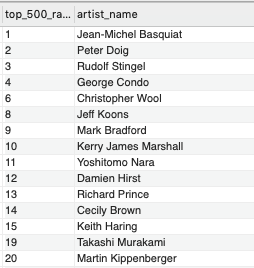 top_500_ra... artist_name
1 Jean-Michel Basquiat
2 Peter Doig
3 Rudolf Stingel
4 George Condo
6 Christopher Wool
8 Jeff Koons
9 Mark Bradford
10 Kerry James Marshall
11 Yoshitomo Nara
12 Damien Hirst
13 Richard Prince
14 Cecily Brown
15 Keith Haring
19 Takashi Murakami
20 Martin Kippenberger